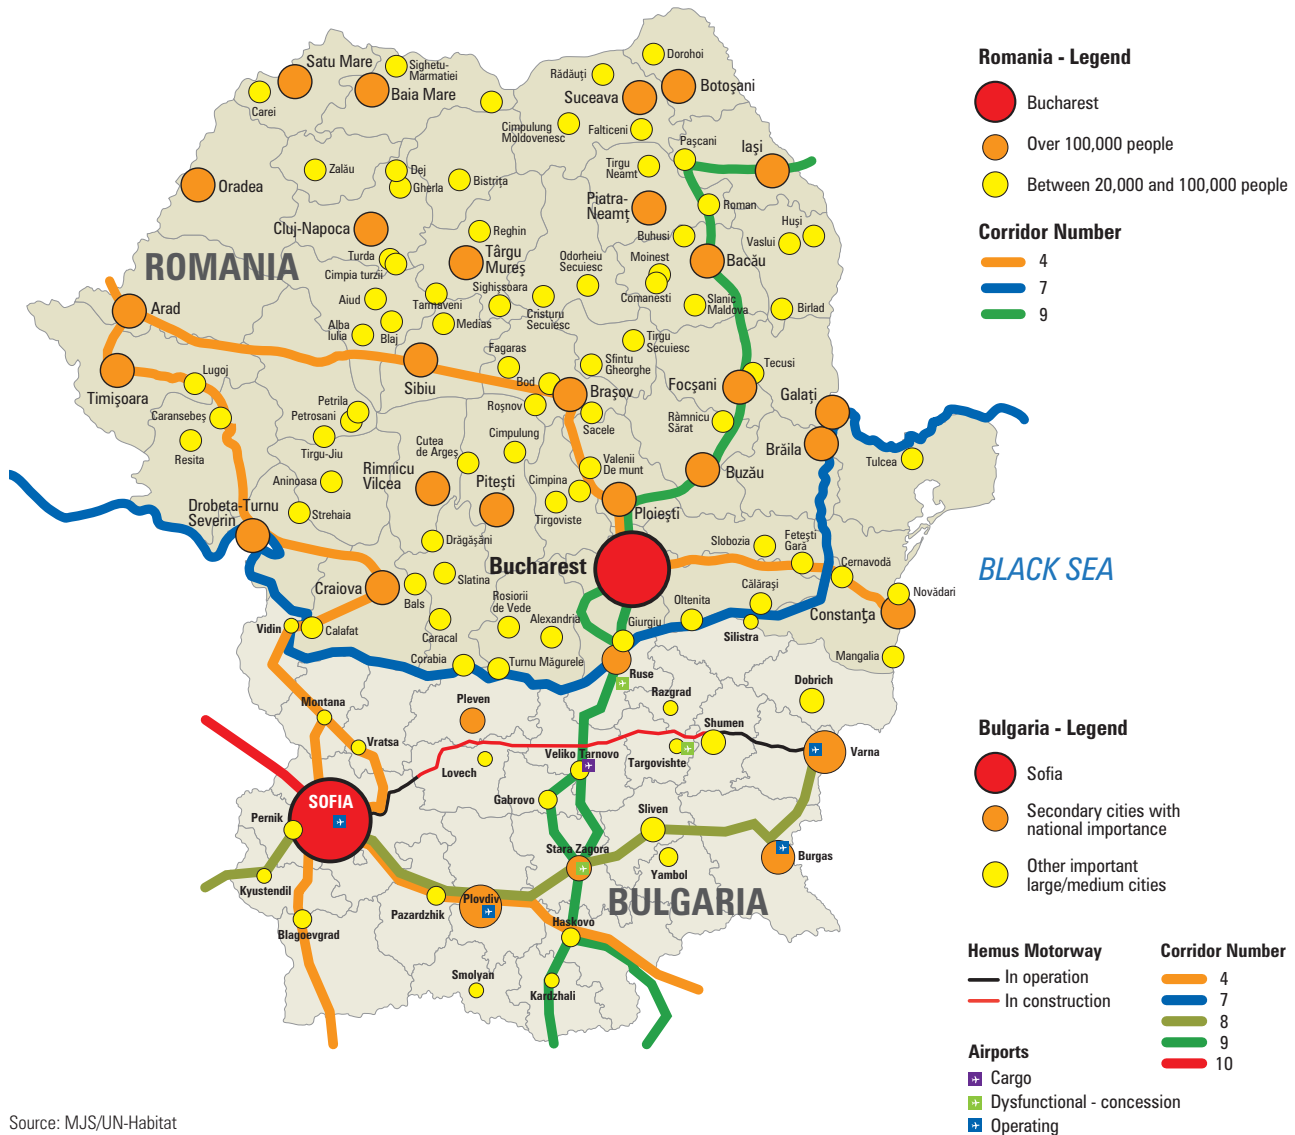 Satu Mare
Sighetu-
Marmatiei
Baia Mare
Carei
Dorohoi
Rădăuți
Suceava
Botoşani
Cimpulung
Moldovenesc
Falticeni
Paşcani
Iaşi
Tirgu
Neamt
Zalău
Dej
Gherla
Bistrița
Oradea
Piatra-
Neamț
Roman
Cluj-Napoca
Reghin
Buhusi
Huşi
Vaslui
Turda
Cimpia turzii
Târgu
Mureş
Odorheiu
Secuiesc
Moinest
Bacău
ROMANIA
Sighişsoara
Comanesti
Slanic
Maldova
Birlad
Aiud
Tarnaveni
Cristuru
Secuiesc
Arad
Alba
Iulia
Blaj
Medias
Tirgu
Secuiesc
Fagaras
Sfintu
Gheorghe
Tecusi
Timişoara
Lugoj
Sibiu
Bod
Braşov
Focşani
Galați
Caransebeş
Petrila
Petrosani
Roşnov
Sacele
Râmnicu
Sărat
Brăila
Resita
Tirgu-Jiu
Cutea
de Argeş
Cimpulung
Valenii
De munt
Tulcea
Rimnicu
Vilcea
Piteşti
Cimpina
Buzău
Aninoasa
Drobeta-Turnu
Severin
Strehaia
Tirgoviste
Ploieşti
Drăgăşani
Slobozia
Feteşti
Gară
Bucharest
Cernavodă
Craiova
Bals
Slatina
Rosiorii
de Vede
Oltenita
Călăraşi
Novădari
Constanţa
Vidin
Calafat
Caracal
Alexandria
Giurgiu
Silistra
Corabia
Turnu Măgurele
Mangalia
Ruse
Razgrad
Dobrich
Montana
Pleven
Vratsa
Shumen
Lovech
Veliko Tarnovo
Targovishte
Varna
SOFIA
Gabrovo
Sliven
Pernik
Stara Zagora
Yambol
Burgas
Kyustendil
Pazardzhik
Plovdiv
BULGARIA
Blagoevgrad
Haskovo
Smolyan
Kardzhali
BLACK SEA
Romania - Legend
Bucharest
Over 100,000 people
Between 20,000 and 100,000 people
Corridor Number
4
7
9
Bulgaria - Legend
Sofia
Secondary cities with
national importance
Other important
large/medium cities
Hemus Motorway
In operation
In construction
Corridor Number
4
7
8
9
10
Airports
Cargo
Dysfunctional - concession
Operating
Source: MJS/UN-Habitat